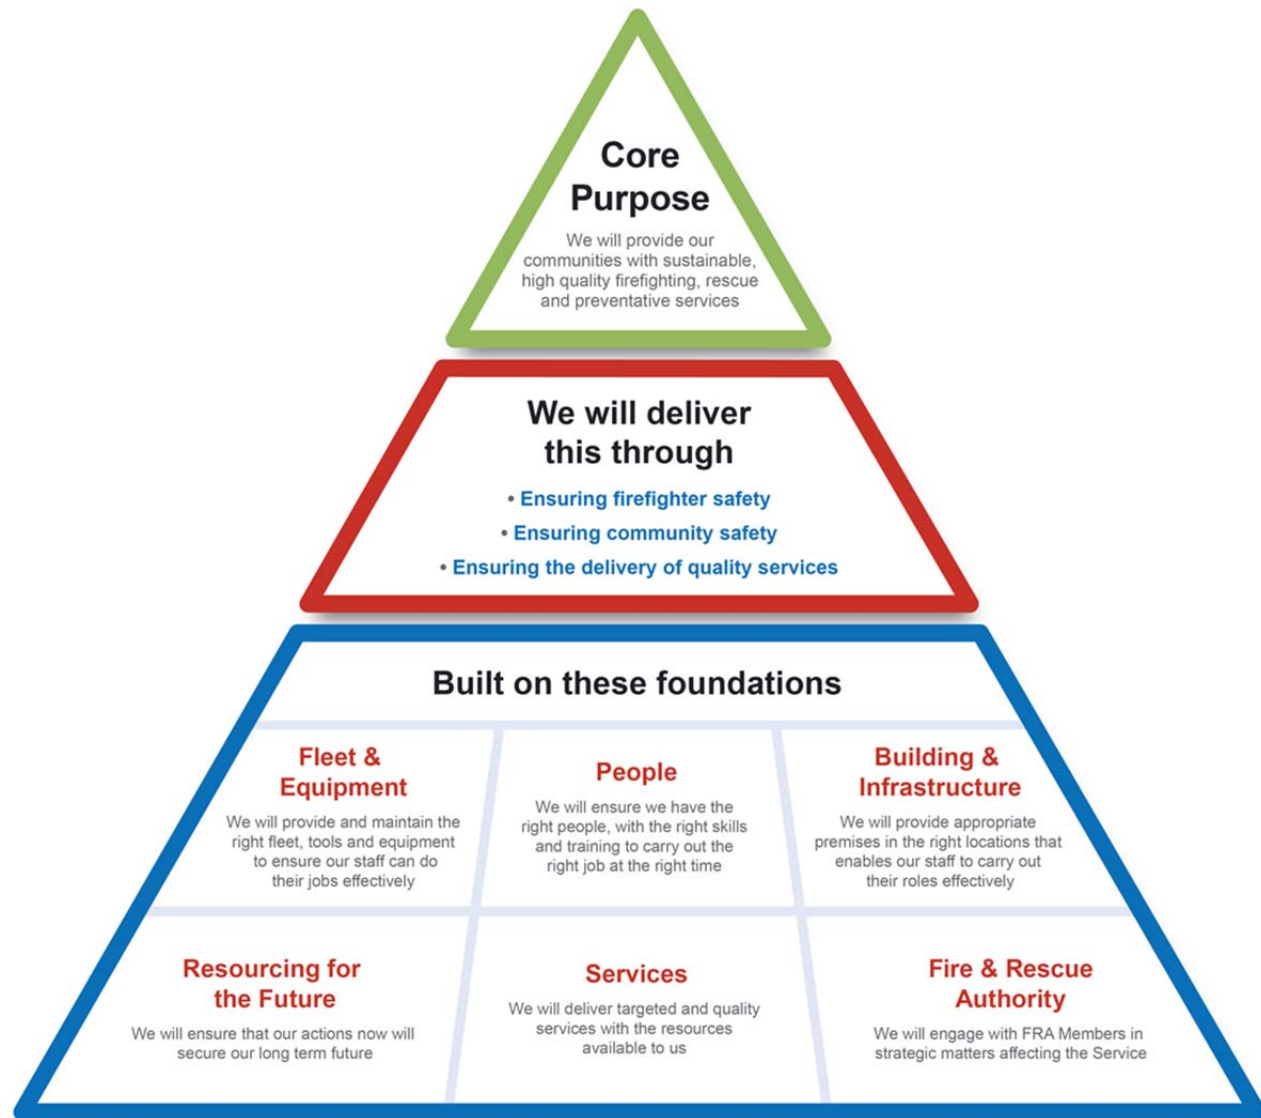 Core
Purpose
We will provide our
communities with sustainable,
high quality firefighting, rescue
and preventative services
We will deliver
this through
• Ensuring firefighter safety
• Ensuring community safety
• Ensuring the delivery of quality services
Built on these foundations
Fleet &
Equipment
We will provide and maintain the
right fleet, tools and equipment
to ensure our staff can do
their jobs effectively
People
We will ensure we have the
right people, with the right skills
and training to carry out the
right job at the right time
Building &
Infrastructure
We will provide appropriate
premises in the right locations that
enables our staff to carry out
their roles effectively
Resourcing for
the Future
We will ensure that our actions now will
secure our long term future
Services
We will deliver targeted and quality
services with the resources
available to us
Fire & Rescue
Authority
We will engage with FRA Members in
strategic matters affecting the Service